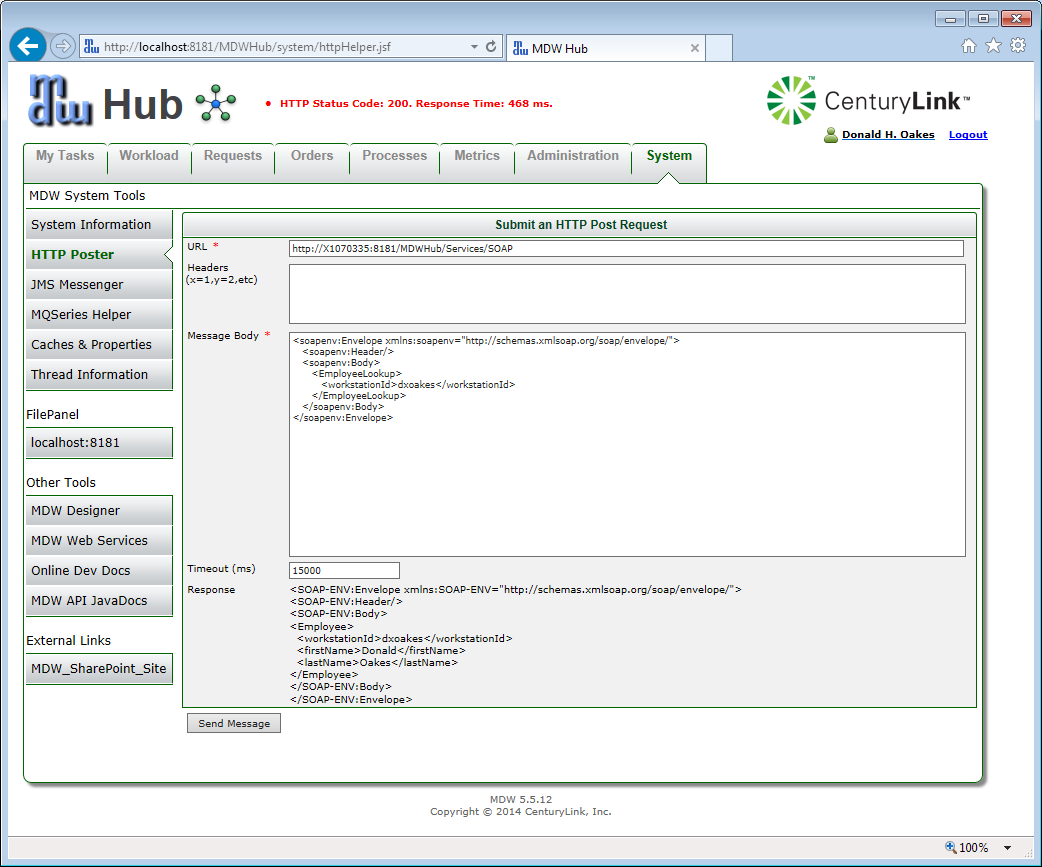 http://localhost:8181/MDWHub/system/httpHelper.jsf
MDW Hub
mdw Hub
HTTP Status Code: 200. Response Time: 468 ms.
CenturyLink™
Donald H. Oakes Logout
My Tasks Workload Requests Orders Processes Metrics Administration System
MDW System Tools
System Information
HTTP Poster
JMS Messenger
MQSeries Helper
Caches & Properties
Thread Information
FilePanel
localhost:8181
Other Tools
MDW Designer
MDW Web Services
Online Dev Docs
MDW API JavaDocs
External Links
MDW_SharePoint_Site
Submit an HTTP Post Request
URL * http://X1070335:8181/MDWHub/Services/SOAP
Headers
(x=1,y=2,etc)
Message Body *
<soapenv:Envelope xmlns:soapenv="http://schemas.xmlsoap.org/soap/envelope/">
<soapenv:Header/>
<soapenv:Body>
<EmployeeLookup>
<workstationId>dxoakes</workstationId>
</EmployeeLookup>
</soapenv:Body>
</soapenv:Envelope>
Timeout (ms) 15000
Response
<SOAP-ENV:Envelope xmlns:SOAP-ENV="http://schemas.xmlsoap.org/soap/envelope/">
<SOAP-ENV:Header/>
<SOAP-ENV:Body>
<Employee>
<workstationId>dxoakes</workstationId>
<firstName>Donald</firstName>
<lastName>Oakes</lastName>
</Employee>
</SOAP-ENV:Body>
</SOAP-ENV:Envelope>
Send Message
MDW 5.5.12
Copyright © 2014 CenturyLink, Inc.
100%